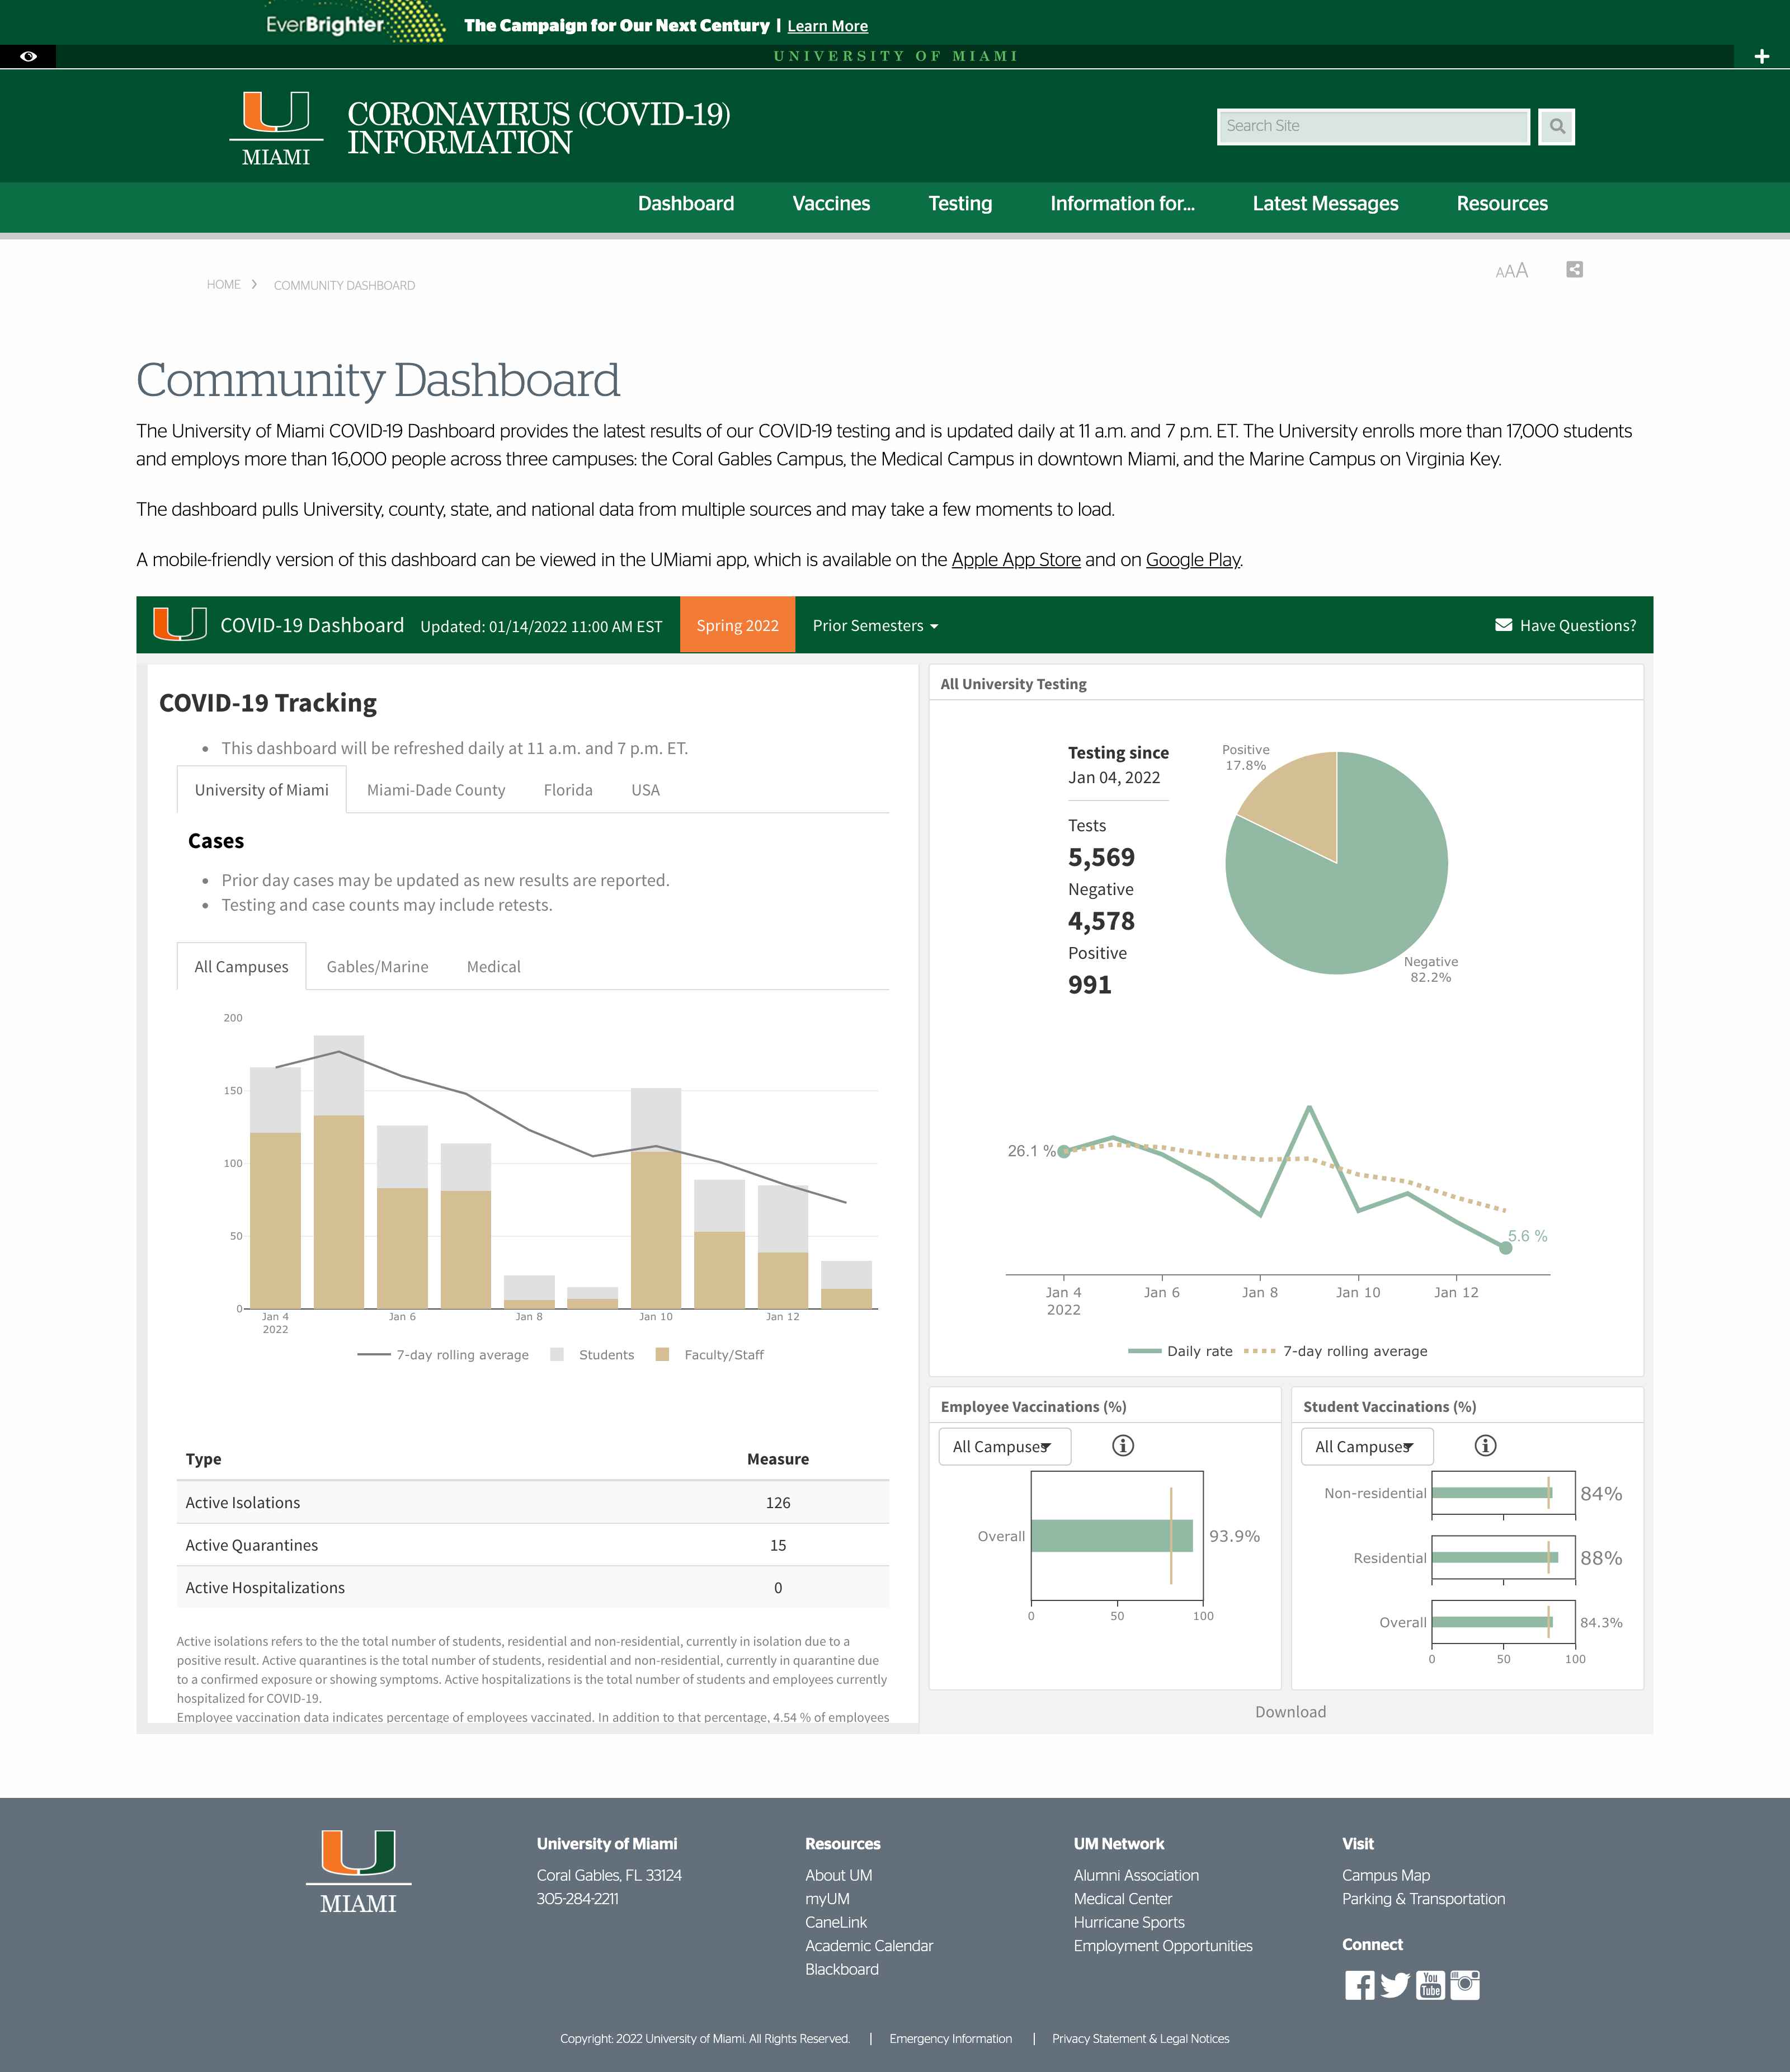 EverBrighter
The Campaign for Our Next Century | Learn More
UNIVERSITY OF MIAMI
MIAMI
CORONAVIRUS (COVID-19)
INFORMATION
Search Site
Dashboard Vaccines Testing Information for... Latest Messages Resources
HOME COMMUNITY DASHBOARD
AAA
Community Dashboard
The University of Miami COVID-19 Dashboard provides the latest results of our COVID-19 testing and is updated daily at 11 a.m. and 7 p.m. ET. The University enrolls more than 17,000 students
and employs more than 16,000 people across three campuses: the Coral Gables Campus, the Medical Campus in downtown Miami, and the Marine Campus on Virginia Key.
The dashboard pulls University, county, state, and national data from multiple sources and may take a few moments to load.
A mobile-friendly version of this dashboard can be viewed in the UMiami app, which is available on the Apple App Store and on Google Play.
COVID-19 Dashboard Updated: 01/14/2022 11:00 AM EST Spring 2022 Prior Semesters Have Questions?
COVID-19 Tracking
This dashboard will be refreshed daily at 11 a.m. and 7 p.m. ET.
University of Miami Miami-Dade County Florida USA
Cases
Prior day cases may be updated as new results are reported.
Testing and case counts may include retests.
All Campuses Gables/Marine Medical
200
150
100
50
0
Jan 4 Jan 6 Jan 8 Jan 10 Jan 12
2022
7-day rolling average Students Faculty/Staff
Type Measure
Active Isolations 126
Active Quarantines 15
Active Hospitalizations 0
Active isolations refers to the the total number of students, residential and non-residential, currently in isolation due to a
positive result. Active quarantines is the total number of students, residential and non-residential, currently in quarantine due
to a confirmed exposure or showing symptoms. Active hospitalizations is the total number of students and employees currently
hospitalized for COVID-19.
Employee vaccination data indicates percentage of employees vaccinated. In addition to that percentage, 4.54 % of employees
All University Testing
Testing since
Jan 04, 2022
Tests
5,569
Negative
4,578
Positive
991
Positive
17.8%
Negative
82.2%
26.1 %
5.6 %
Jan 4 Jan 6 Jan 8 Jan 10 Jan 12
2022
Daily rate 7-day rolling average
Employee Vaccinations (%)
All Campuses
Overall 93.9%
0 50 100
Student Vaccinations (%)
All Campuses
Non-residential 84%
Residential 88%
Overall 84.3%
0 50 100
Download
MIAMI
University of Miami
Coral Gables, FL 33124
305-284-2211
Resources
About UM
myUM
CaneLink
Academic Calendar
Blackboard
UM Network
Alumni Association
Medical Center
Hurricane Sports
Employment Opportunities
Visit
Campus Map
Parking & Transportation
Connect
You
Tube
Copyright: 2022 University of Miami. All Rights Reserved. | Emergency Information | Privacy Statement & Legal Notices